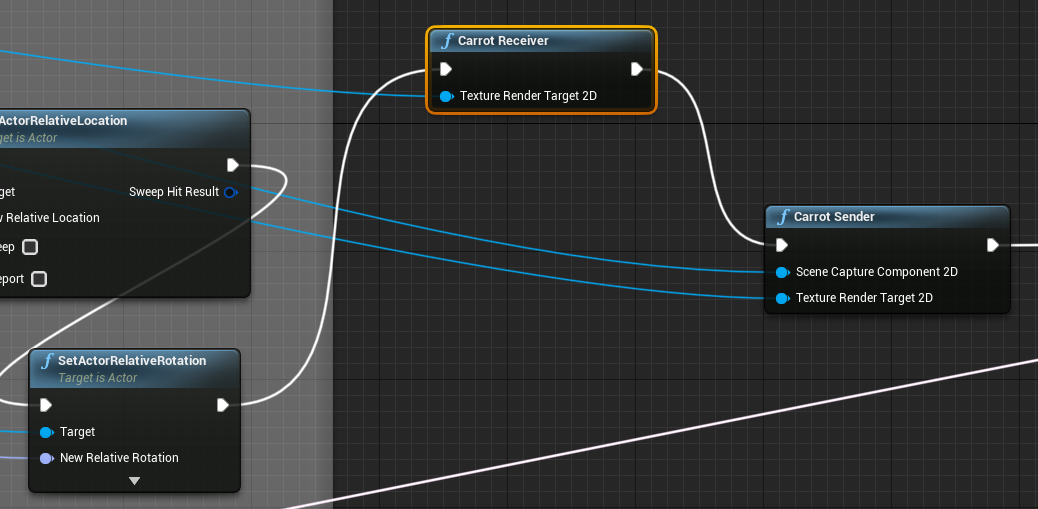 Carrot Receiver
Texture Render Target 2D
ActorRelativeLocation
get is Actor
Sweep Hit Result
get
Relative Location
eep
eport
Carrot Sender
Scene Capture Component 2D
Texture Render Target 2D
SetActorRelativeRotation
Target is Actor
Target
New Relative Rotation